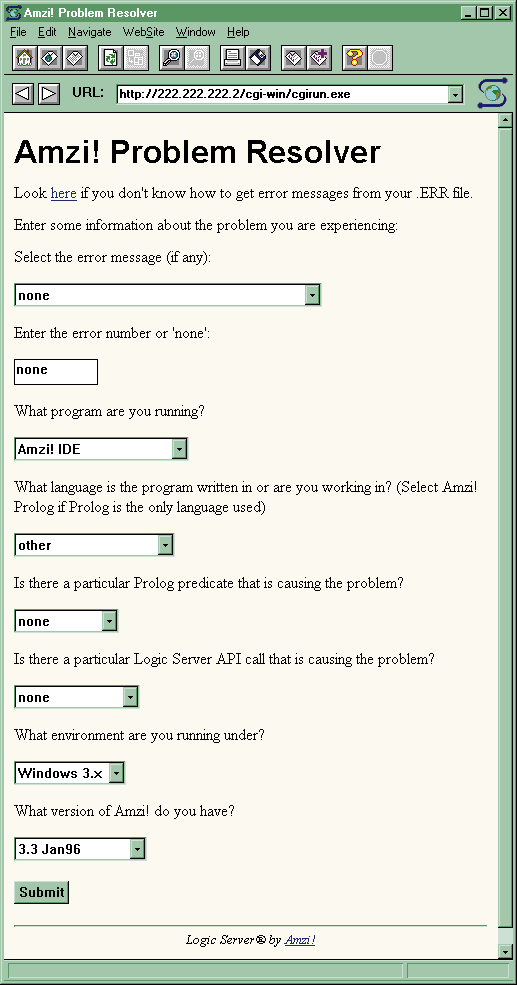 Amzi! Problem Resolver
File Edit Navigate WebSite Window Help
URL: http://222.222.222.2/cgi-win/cgirun.exe
Amzi! Problem Resolver
Look here if you don't know how to get error messages from your .ERR file.
Enter some information about the problem you are experiencing:
Select the error message (if any):
none
Enter the error number or 'none':
none
What program are you running?
Amzi! IDE
What language is the program written in or are you working in? (Select Amzi!
Prolog if Prolog is the only language used)
other
Is there a particular Prolog predicate that is causing the problem?
none
Is there a particular Logic Server API call that is causing the problem?
none
What environment are you running under?
Windows 3.x
What version of Amzi! do you have?
3.3 Jan96
Submit
Logic Server® by Amzi!